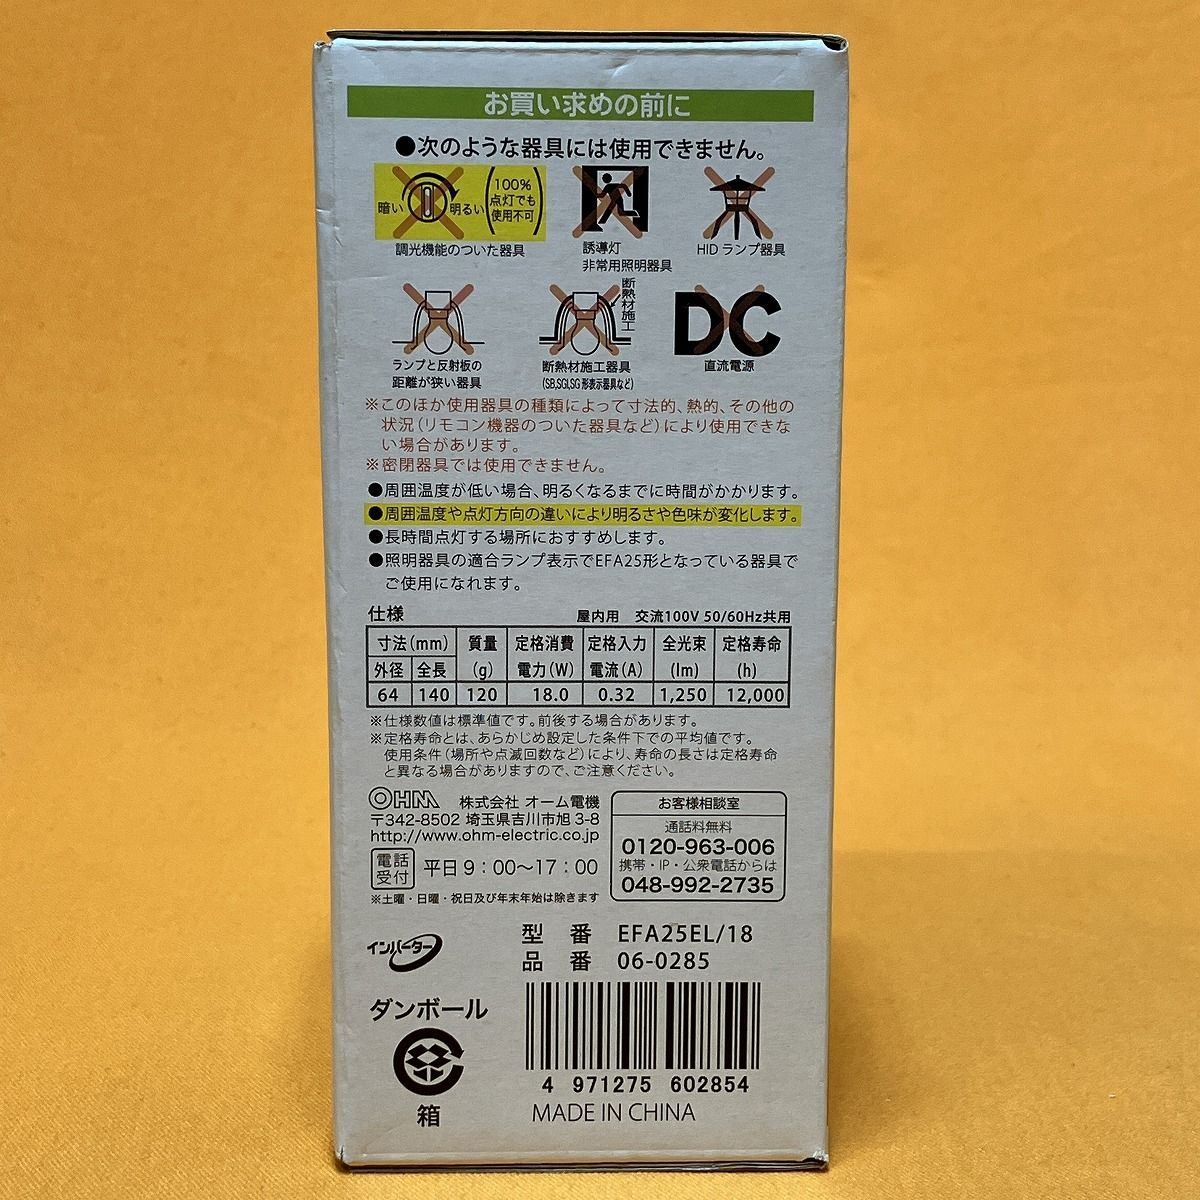 お買い求めの前に
●次のような器具には使用できません。
暗い
明るい
100%
点灯でも
使用不可
調光機能のついた器具
誘導灯
非常用照明器具
HID ランプ器具
ランプと反射板の
距離が狭い器具
断熱材施工
断熱材施工器具
(SB,SGI,SG 形表示器具など)
DC
直流電源
※このほか使用器具の種類によって寸法的、熱的、その他の
状況(リモコン機器のついた器具など)により使用できな
い場合があります。
※密閉器具では使用できません。
●周囲温度が低い場合、明るくなるまでに時間がかかります。
●周囲温度や点灯方向の違いにより明るさや色味が変化します。
●長時間点灯する場所におすすめします。
●照明器具の適合ランプ表示でEFA25形となっている器具で
ご使用になれます。
仕様 屋内用 交流100V 50/60Hz共用
寸法(mm) 質量 定格消費 定格入力 全光束 定格寿命
外径 全長 (g) 電力(W) 電流(A) (lm) (h)
64 140 120 18.0 0.32 1,250 12,000
※仕様数値は標準値です。前後する場合があります。
※定格寿命とは、あらかじめ設定した条件下での平均値です。
使用条件(場所や点滅回数など)により、寿命の長さは定格寿命
と異なる場合がありますので、ご注意ください。
OHM 株式会社 オーム電機
〒342-8502 埼玉県吉川市旭 3-8
http://www.ohm-electric.co.jp
電話
受付
平日 9：00～17：00
※土曜・日曜・祝日及び年末年始は除きます
お客様相談室
通話料無料
0120-963-006
携帯・IP・公衆電話からは
048-992-2735
インバーター
型 番 EFA25EL/18
品 番 06-0285
ダンボール
箱
4 971275 602854
MADE IN CHINA